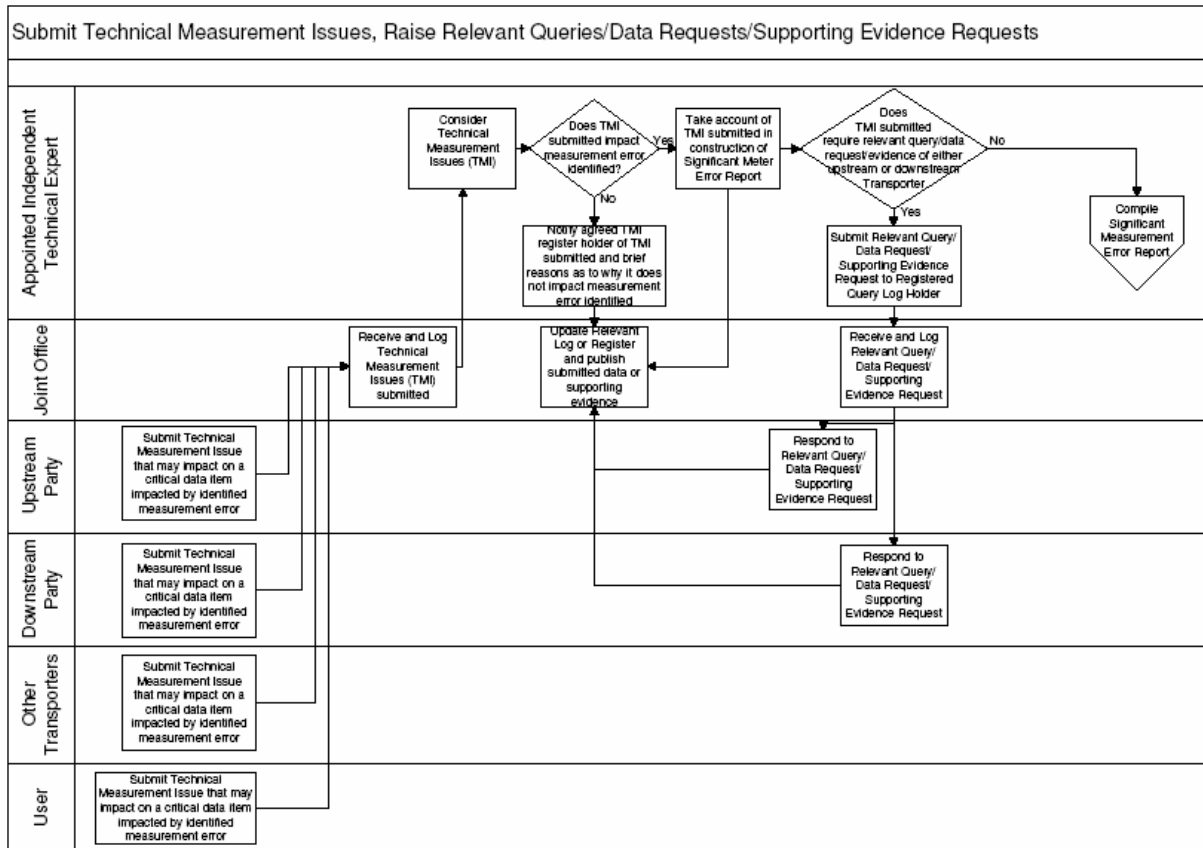 Submit Technical Measurement Issues, Raise Relevant Queries/Data Requests/Supporting Evidence Requests
Appointed Independent
Technical Expert
Consider
Technical
Measurement
Issues (TMI)
Does TMI
submitted impact
measurement error
identified?
Yes
No
Take account of
TMI submitted in
construction of
Significant Meter
Error Report
Does
TMI submitted
require relevant query/data
request/evidence of either
upstream or downstream
Transporter
No
Yes
Compile
Significant
Measurement
Error Report
Notify agreed TMI
register holder of TMI
submitted and brief
reasons as to why it does
not impact measurement
error identified
Submit Relevant Query/
Data Request/
Supporting Evidence
Request to Registered
Query Log Holder
Joint Office
Receive and Log
Technical
Measurement
Issues (TMI)
submitted
Update Relevant
Log or Register
and publish
submitted data or
supporting
evidence
Receive and Log
Relevant Query/
Data Request/
Supporting
Evidence Request
Upstream
Party
Submit Technical
Measurement Issue
that may impact on a
critical data item
impacted by identified
measurement error
Respond to
Relevant Query/
Data Request/
Supporting
Evidence Request
Downstream
Party
Submit Technical
Measurement Issue
that may impact on a
critical data item
impacted by identified
measurement error
Respond to
Relevant Query/
Data Request/
Supporting
Evidence Request
Other
Transporters
Submit Technical
Measurement Issue
that may impact on a
critical data item
impacted by identified
measurement error
User
Submit Technical
Measurement Issue that may
impact on a critical data item
impacted by identified
measurement error